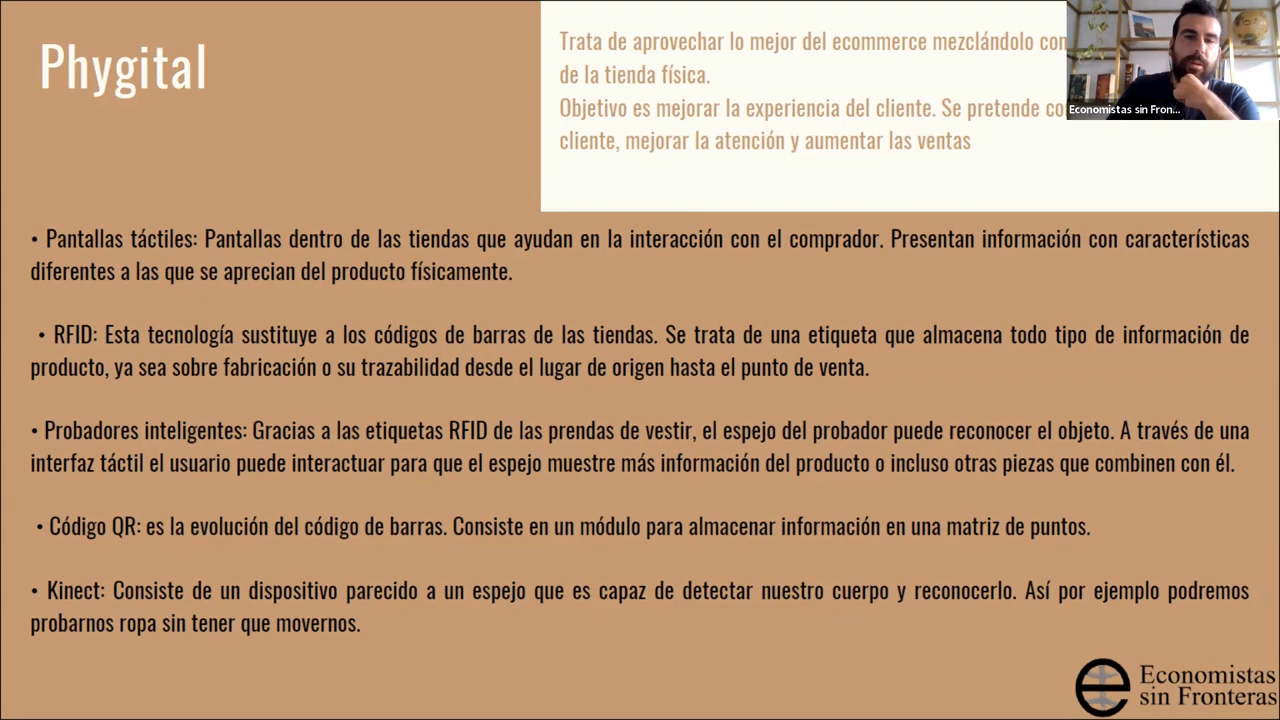 Phygital
Trata de aprovechar lo mejor del ecommerce mezclándolo con
de la tienda física.
Objetivo es mejorar la experiencia del cliente. Se pretende
cliente, mejorar la atención y aumentar las ventas
Economistas sin Fron...
• Pantallas táctiles: Pantallas dentro de las tiendas que ayudan en la interacción con el comprador. Presentan información con características
diferentes a las que se aprecian del producto físicamente.
• RFID: Esta tecnología sustituye a los códigos de barras de las tiendas. Se trata de una etiqueta que almacena todo tipo de información de
producto, ya sea sobre fabricación o su trazabilidad desde el lugar de origen hasta el punto de venta.
• Probadores inteligentes: Gracias a las etiquetas RFID de las prendas de vestir, el espejo del probador puede reconocer el objeto. A través de una
interfaz táctil el usuario puede interactuar para que el espejo muestre más información del producto o incluso otras piezas que combinen con él.
• Código QR: es la evolución del código de barras. Consiste en un módulo para almacenar información en una matriz de puntos.
• Kinect: Consiste de un dispositivo parecido a un espejo que es capaz de detectar nuestro cuerpo y reconocerlo. Así por ejemplo podremos
probarnos ropa sin tener que movernos.
Economistas
sin Fronteras